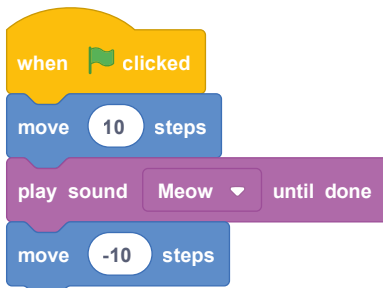 when clicked
move 10 steps
play sound Meow until done
move -10 steps